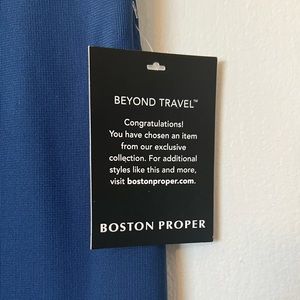 BEYOND TRAVEL™
Congratulations!
You have chosen an item
from our exclusive
collection. For additional
styles like this and more,
visit bostonproper.com.
BOSTON PROPER